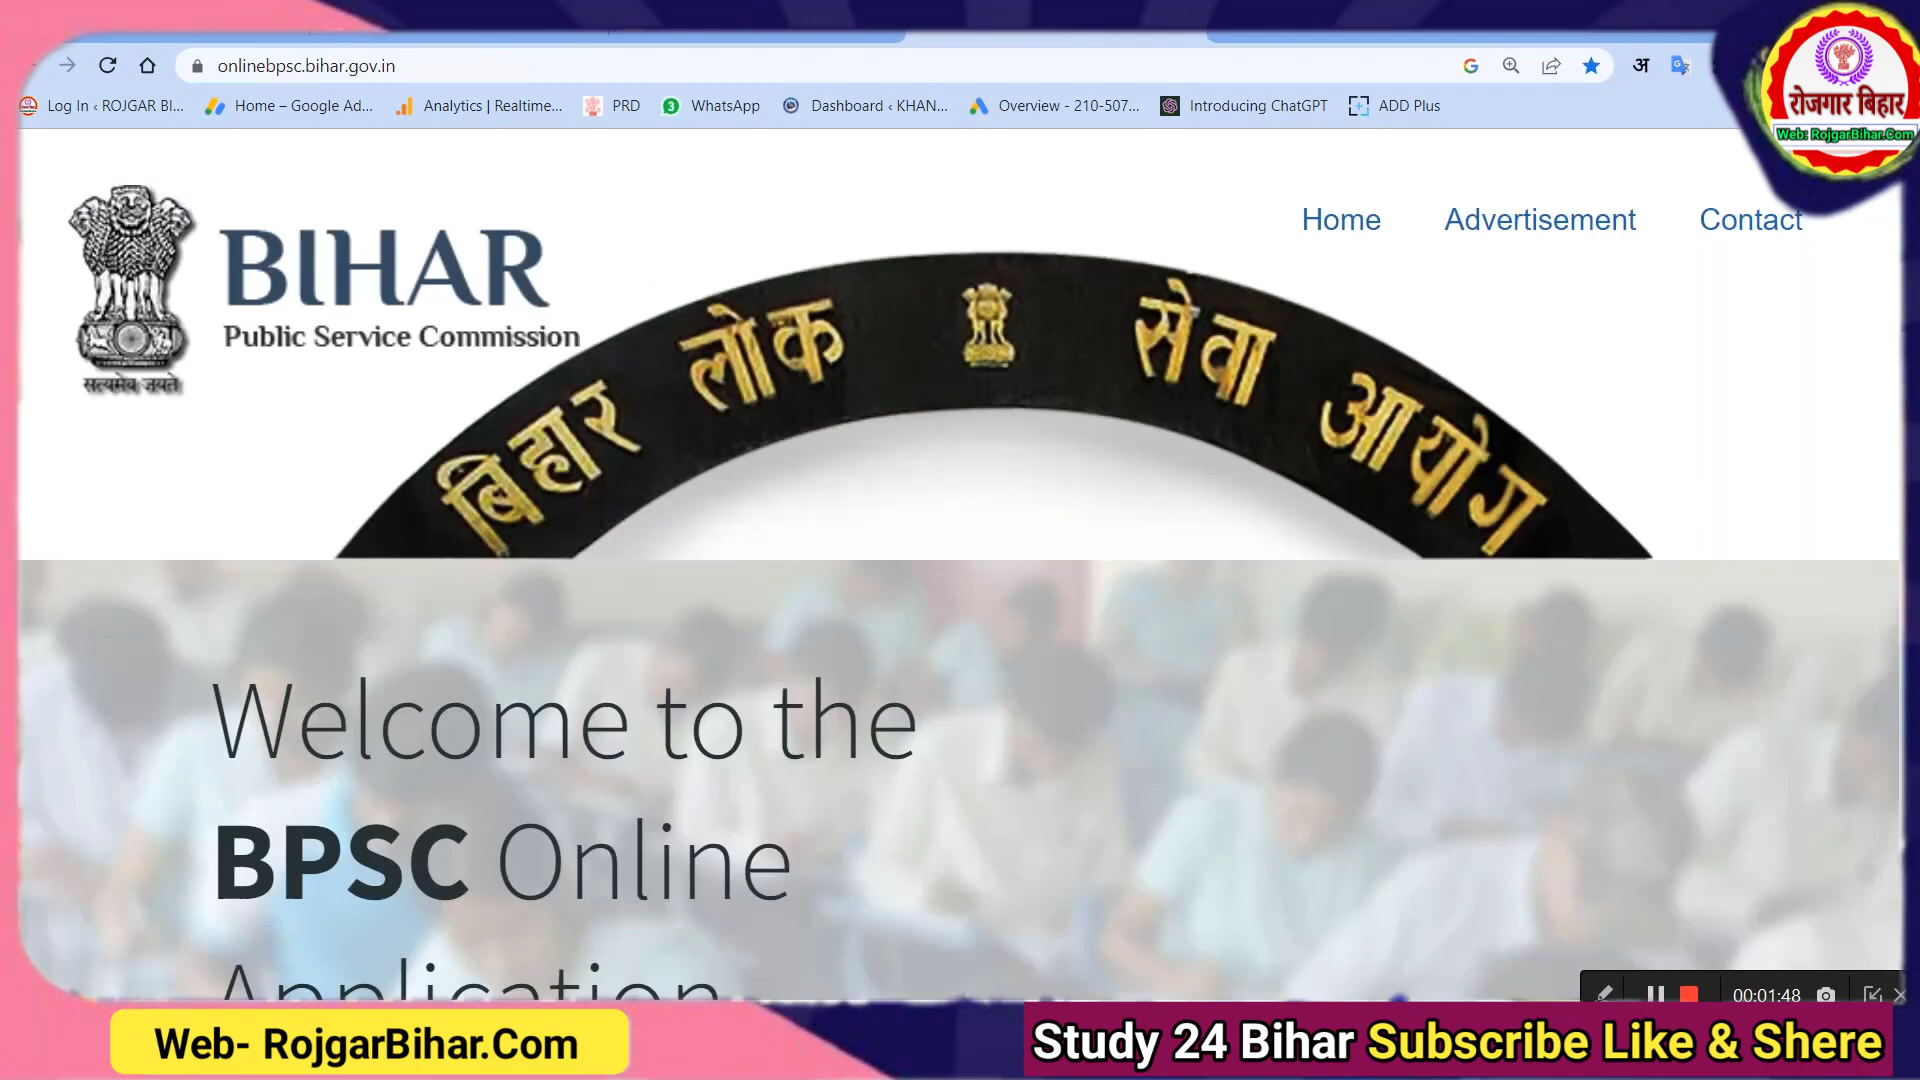 onlinebpsc.bihar.gov.in
अ
Log In ‹ ROJGAR BI...
Home – Google Ad...
Analytics | Realtime...
PRD
3
WhatsApp
Dashboard ‹ KHAN...
Overview - 210-507...
Introducing ChatGPT
ADD Plus
रोजगार बिहार
Web: RojgarBihar.Com
Home
Advertisement
Contact
BIHAR
Public Service Commission
सत्यमेव जयते
बिहार लोक सेवा आयोग
Welcome to the
BPSC Online
Application
00:01:48
Web- RojgarBihar.Com
Study 24 Bihar Subscribe Like & Shere